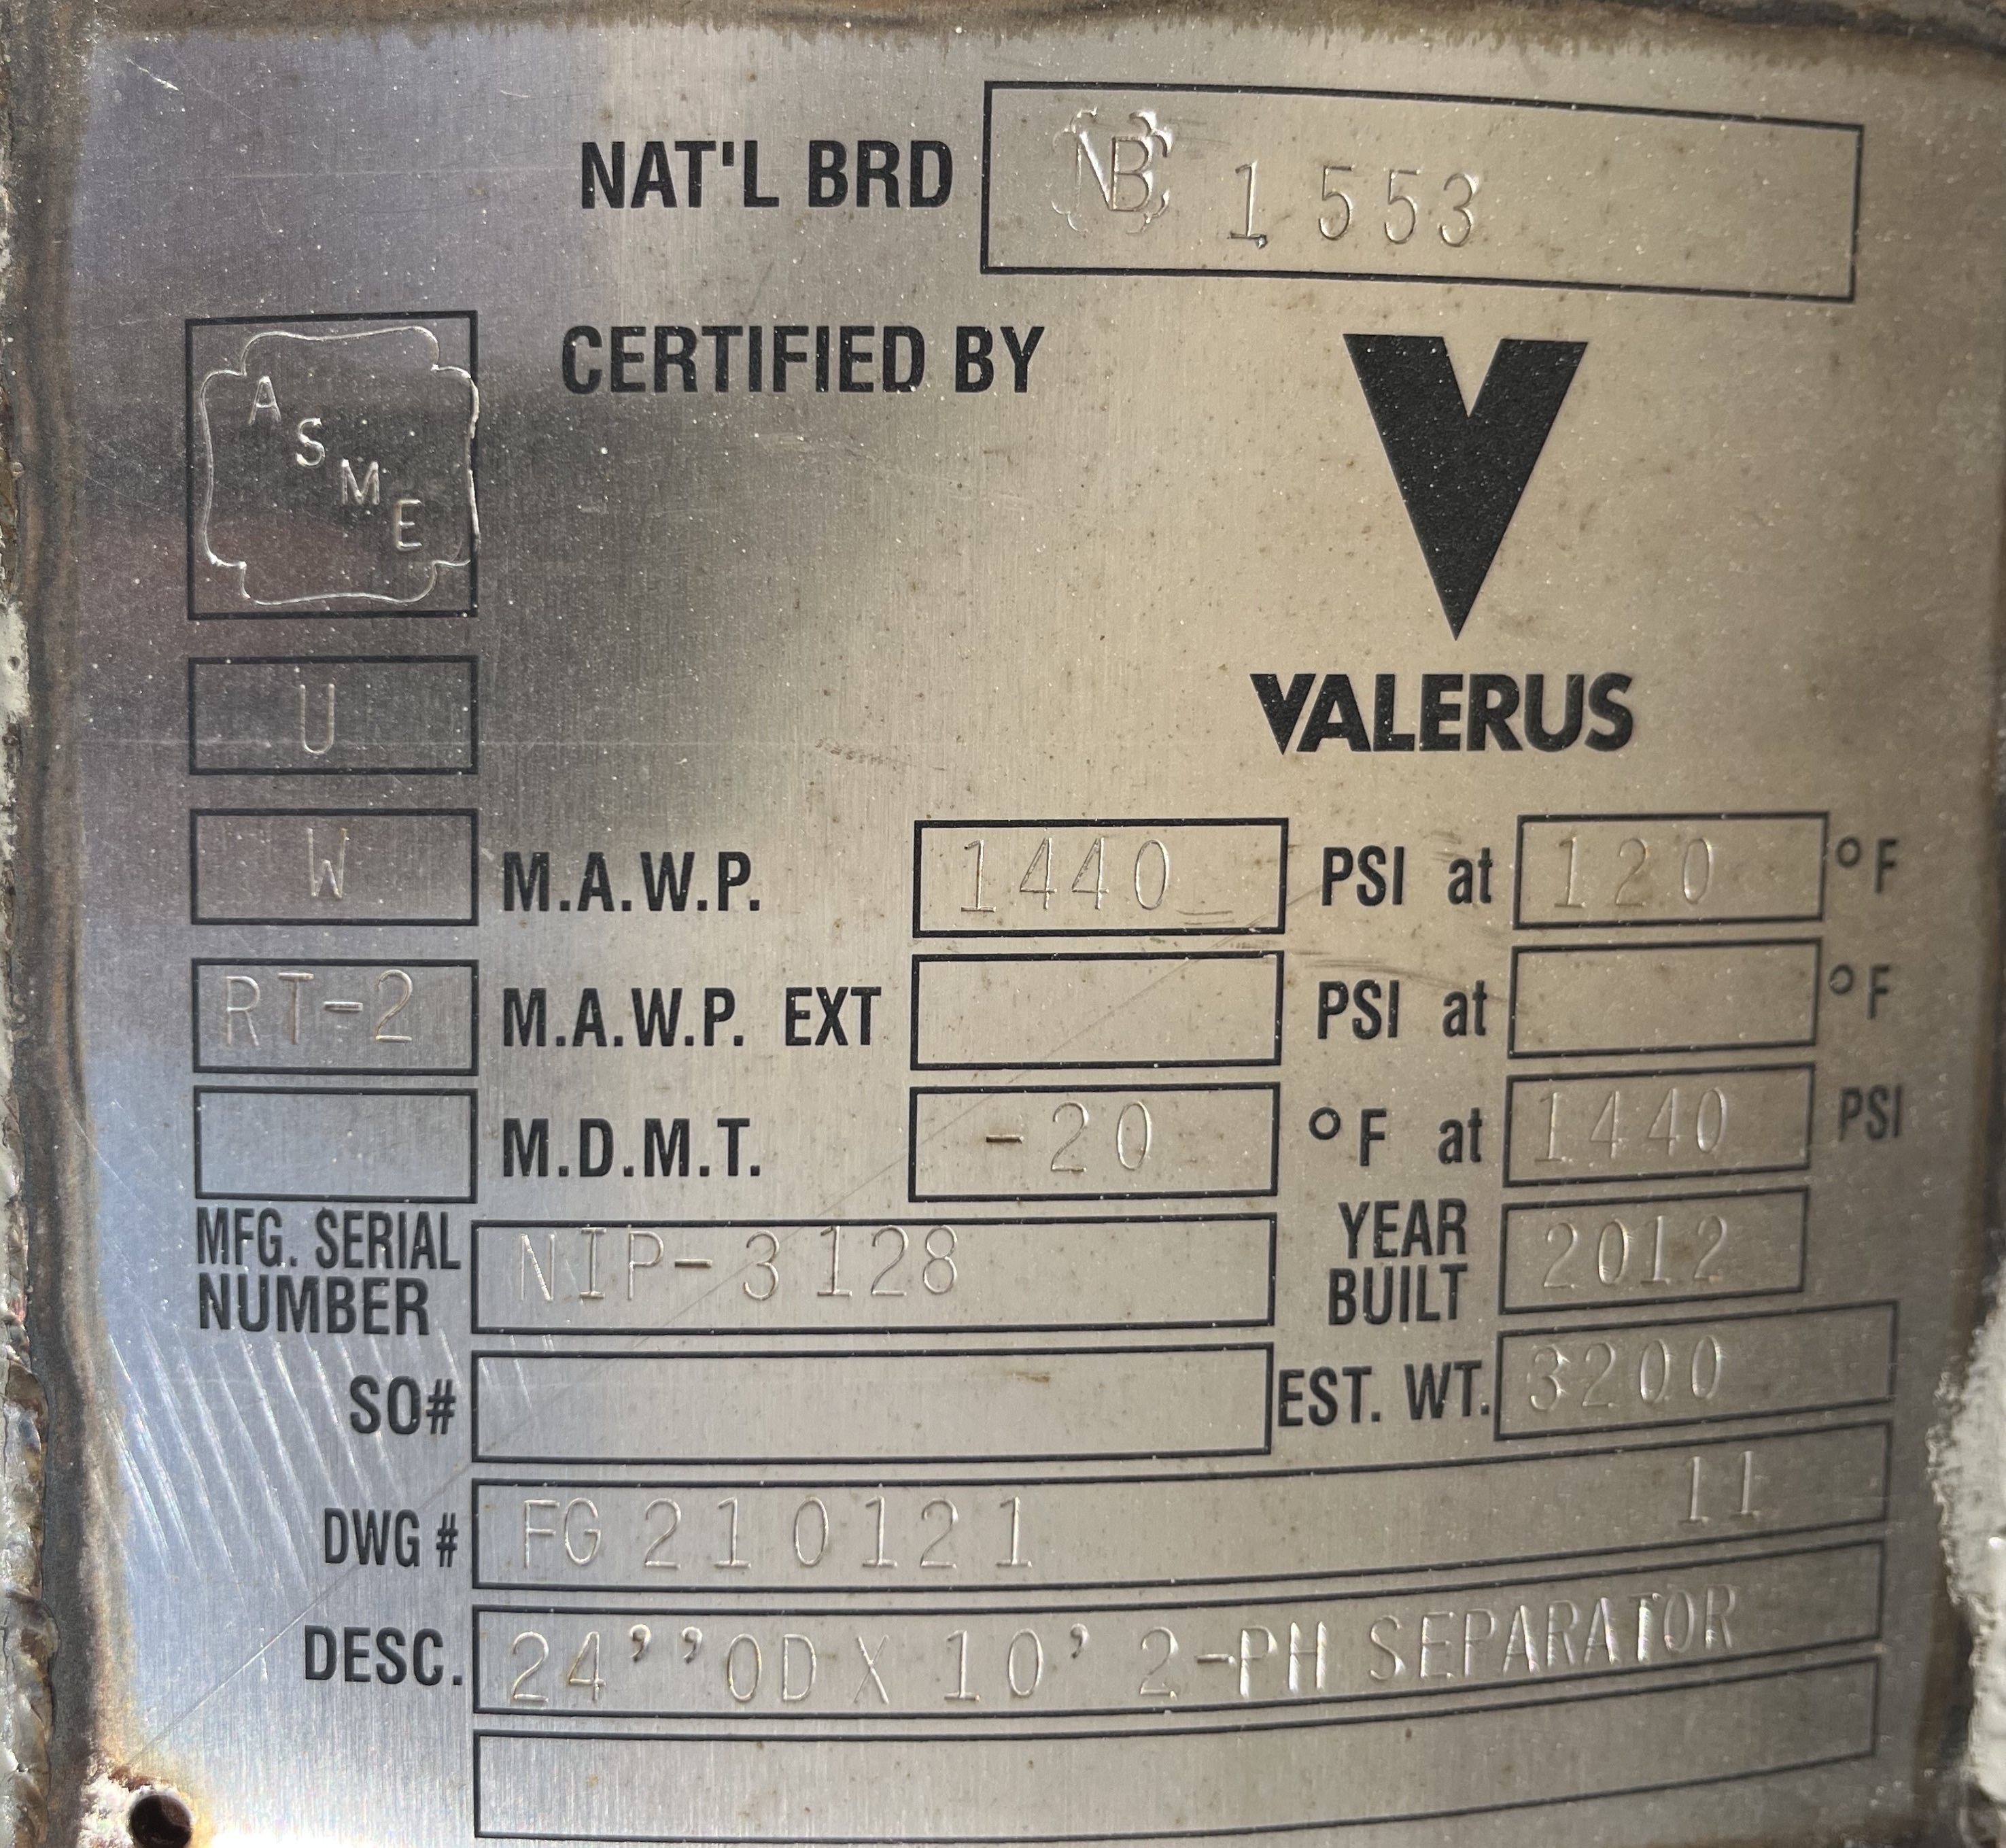 NAT'L BRD NB 1553
CERTIFIED BY
ASME
V
VALERUS
U
W M.A.W.P. 1440 PSI at 120 °F
RT-2 M.A.W.P. EXT PSI at °F
M.D.M.T. -20 °F at 1440 PSI
MFG. SERIAL NUMBER NIP-3128 YEAR BUILT 2012
SO# EST. WT. 3200
DWG # FG210121 11
DESC. 24’’OD X 10’ 2-PH SEPARATOR